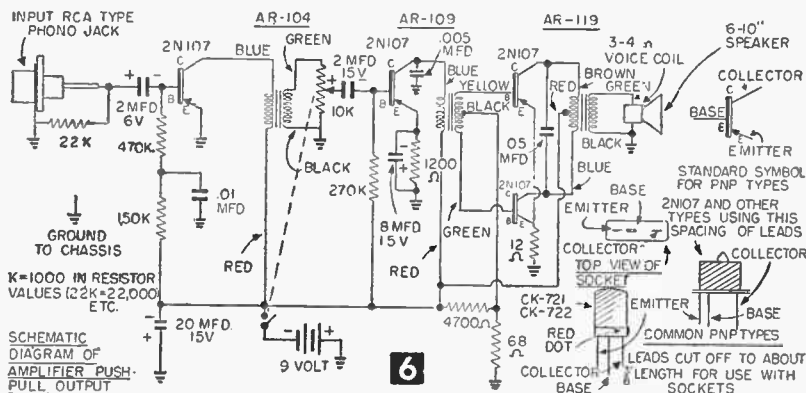 INPUT RCA TYPE
PHONO JACK
AR-104
AR-109
AR-119
2N107
BLUE
GREEN
2 MFD
15V
2N107
.005
MFD
BLUE
YELLOW
BLACK
2N107
RED
BROWN
GREEN
3-4 Ω
VOICE COIL
6-10"
SPEAKER
C
B
E
+ -
2 MFD
6V
22K
470K
.01
MFD
150K
10K
BLACK
270K
8 MFD
15V
1200
Ω
GREEN
RED
RED
.05
MFD
2N107
12
Ω
BLACK
BLUE
COLLECTOR
BASE
EMITTER
STANDARD SYMBOL
FOR PNP TYPES
GROUND
TO CHASSIS
K=1000 IN RESISTOR
VALUES (22K=22,000)
ETC.
SCHEMATIC
DIAGRAM OF
AMPLIFIER PUSH-
PULL OUTPUT
20 MFD
15V
9 VOLT
4700Ω
68
Ω
6
EMITTER
BASE
COLLECTOR
TOP VIEW OF
SOCKET
2N107 AND OTHER
TYPES USING THIS
SPACING OF LEADS
COLLECTOR
EMITTER
BASE
COMMON PNP TYPES
CK-721
CK-722
RED
DOT
COLLECTOR
BASE
LEADS CUT OFF TO ABOUT
LENGTH FOR USE WITH
SOCKETS